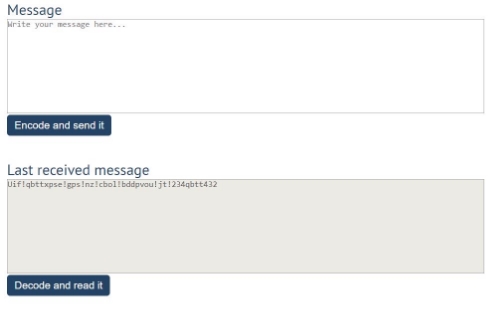 Message
Write your message here...
Encode and send it
Last received message
Uif!qbttxpse!gps!nz!cbol!bddpvou!jt!234qbtt432
Decode and read it